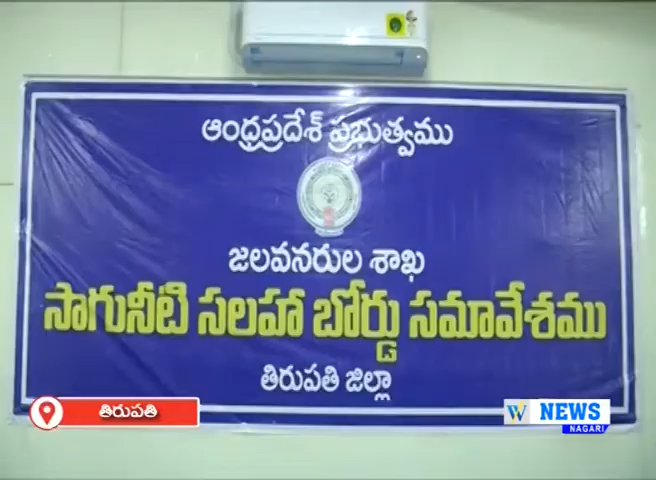 ఆంధ్రప్రదేశ్ ప్రభుత్వము
జలవనరుల శాఖ
సాగునీటి సలహా బోర్డు సమావేశము
తిరుపతి జిల్లా
తిరుపతి
W NEWS
NAGARI